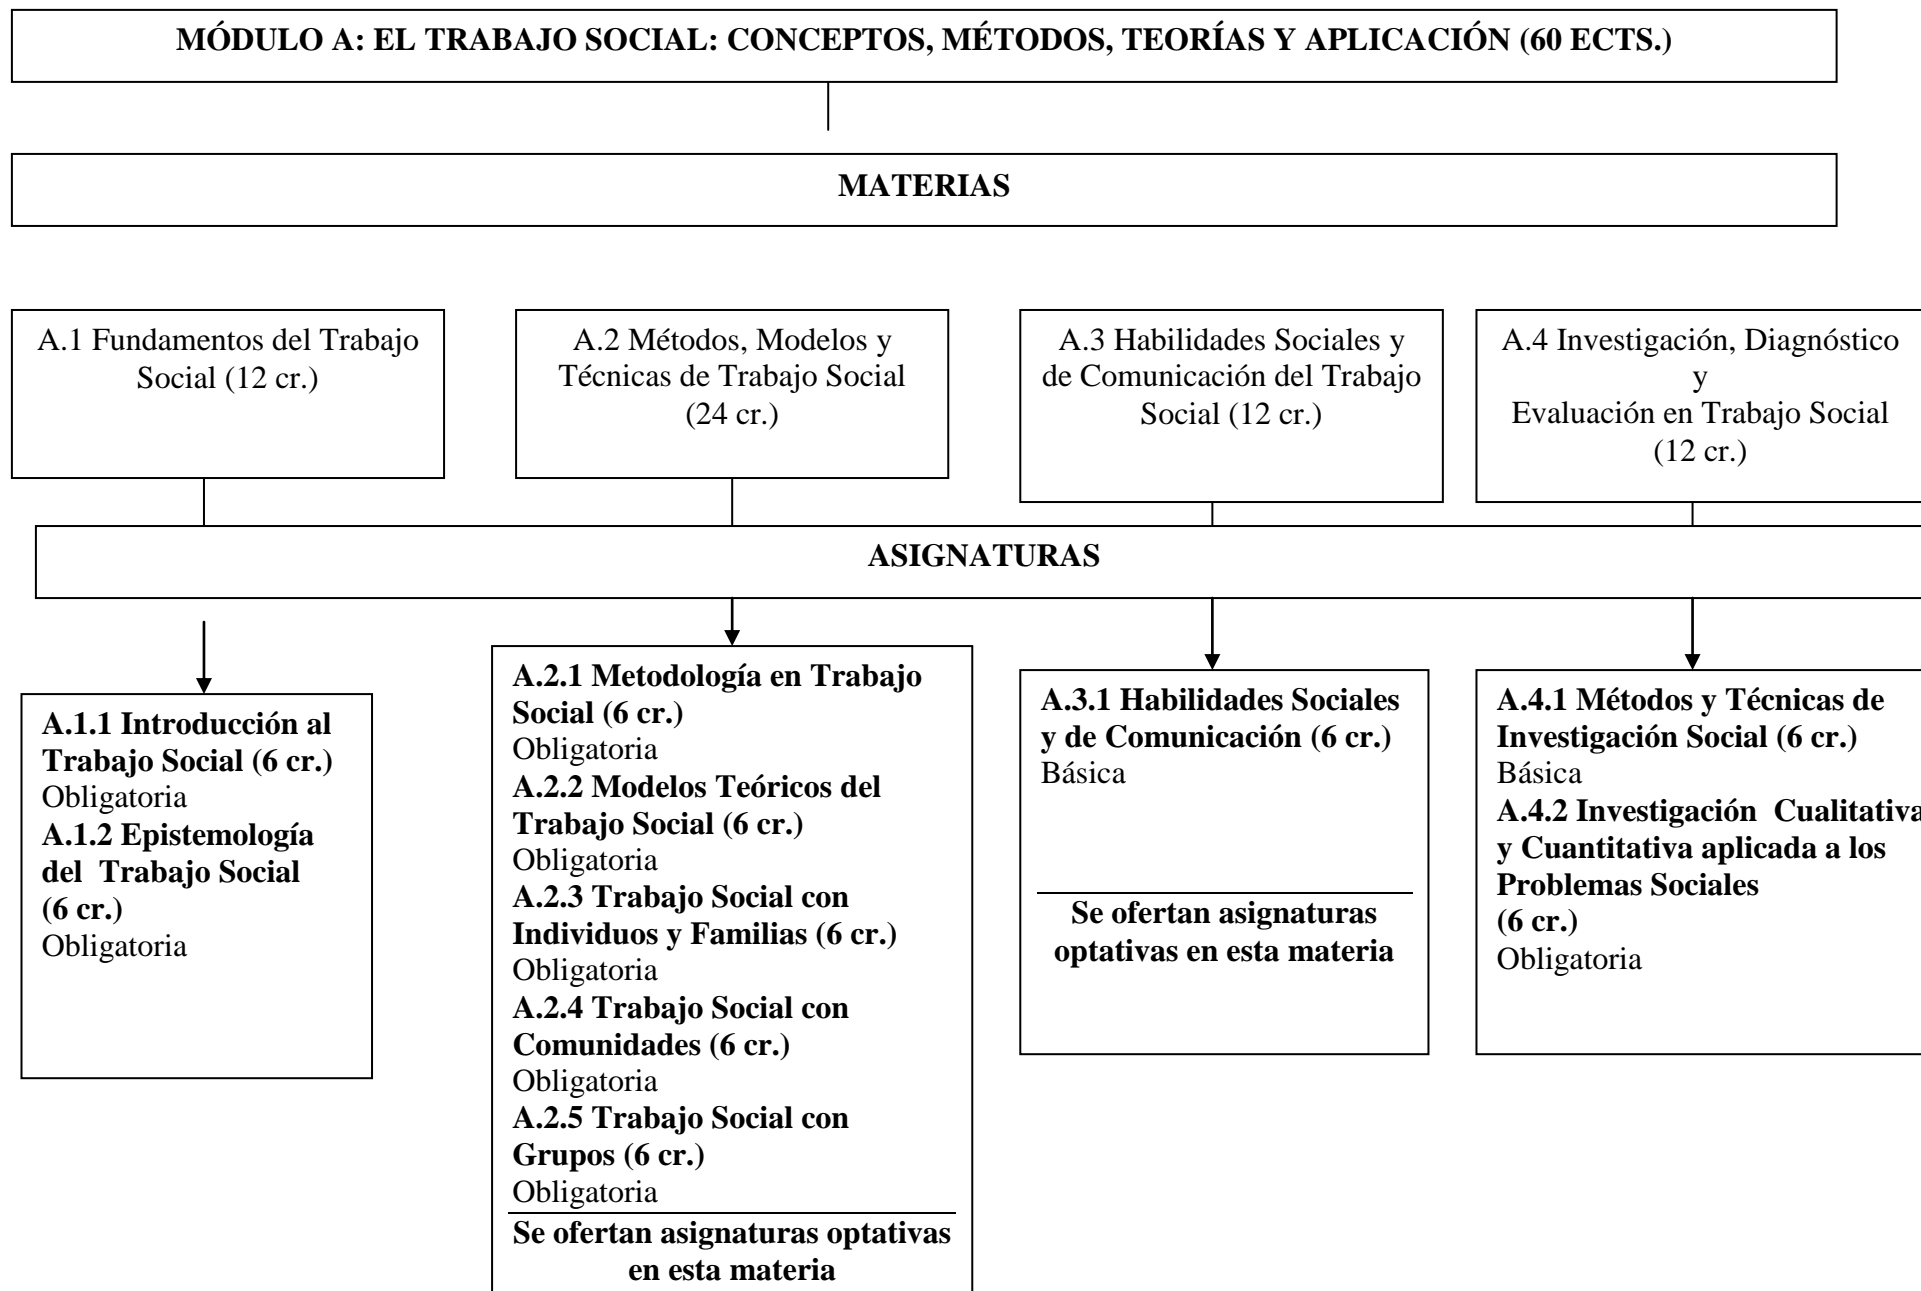 MÓDULO A: EL TRABAJO SOCIAL: CONCEPTOS, MÉTODOS, TEORÍAS Y APLICACIÓN (60 ECTS.)
MATERIAS
A.1 Fundamentos del Trabajo
Social (12 cr.)
A.2 Métodos, Modelos y
Técnicas de Trabajo Social
(24 cr.)
A.3 Habilidades Sociales y
de Comunicación del Trabajo
Social (12 cr.)
A.4 Investigación, Diagnóstico
y
Evaluación en Trabajo Social
(12 cr.)
ASIGNATURAS
A.1.1 Introducción al
Trabajo Social (6 cr.)
Obligatoria
A.1.2 Epistemología
del Trabajo Social
(6 cr.)
Obligatoria
A.2.1 Metodología en Trabajo
Social (6 cr.)
Obligatoria
A.2.2 Modelos Teóricos del
Trabajo Social (6 cr.)
Obligatoria
A.2.3 Trabajo Social con
Individuos y Familias (6 cr.)
Obligatoria
A.2.4 Trabajo Social con
Comunidades (6 cr.)
Obligatoria
A.2.5 Trabajo Social con
Grupos (6 cr.)
Obligatoria
Se ofertan asignaturas optativas
en esta materia
A.3.1 Habilidades Sociales
y de Comunicación (6 cr.)
Básica
Se ofertan asignaturas
optativas en esta materia
A.4.1 Métodos y Técnicas de
Investigación Social (6 cr.)
Básica
A.4.2 Investigación Cualitativa
y Cuantitativa aplicada a los
Problemas Sociales
(6 cr.)
Obligatoria